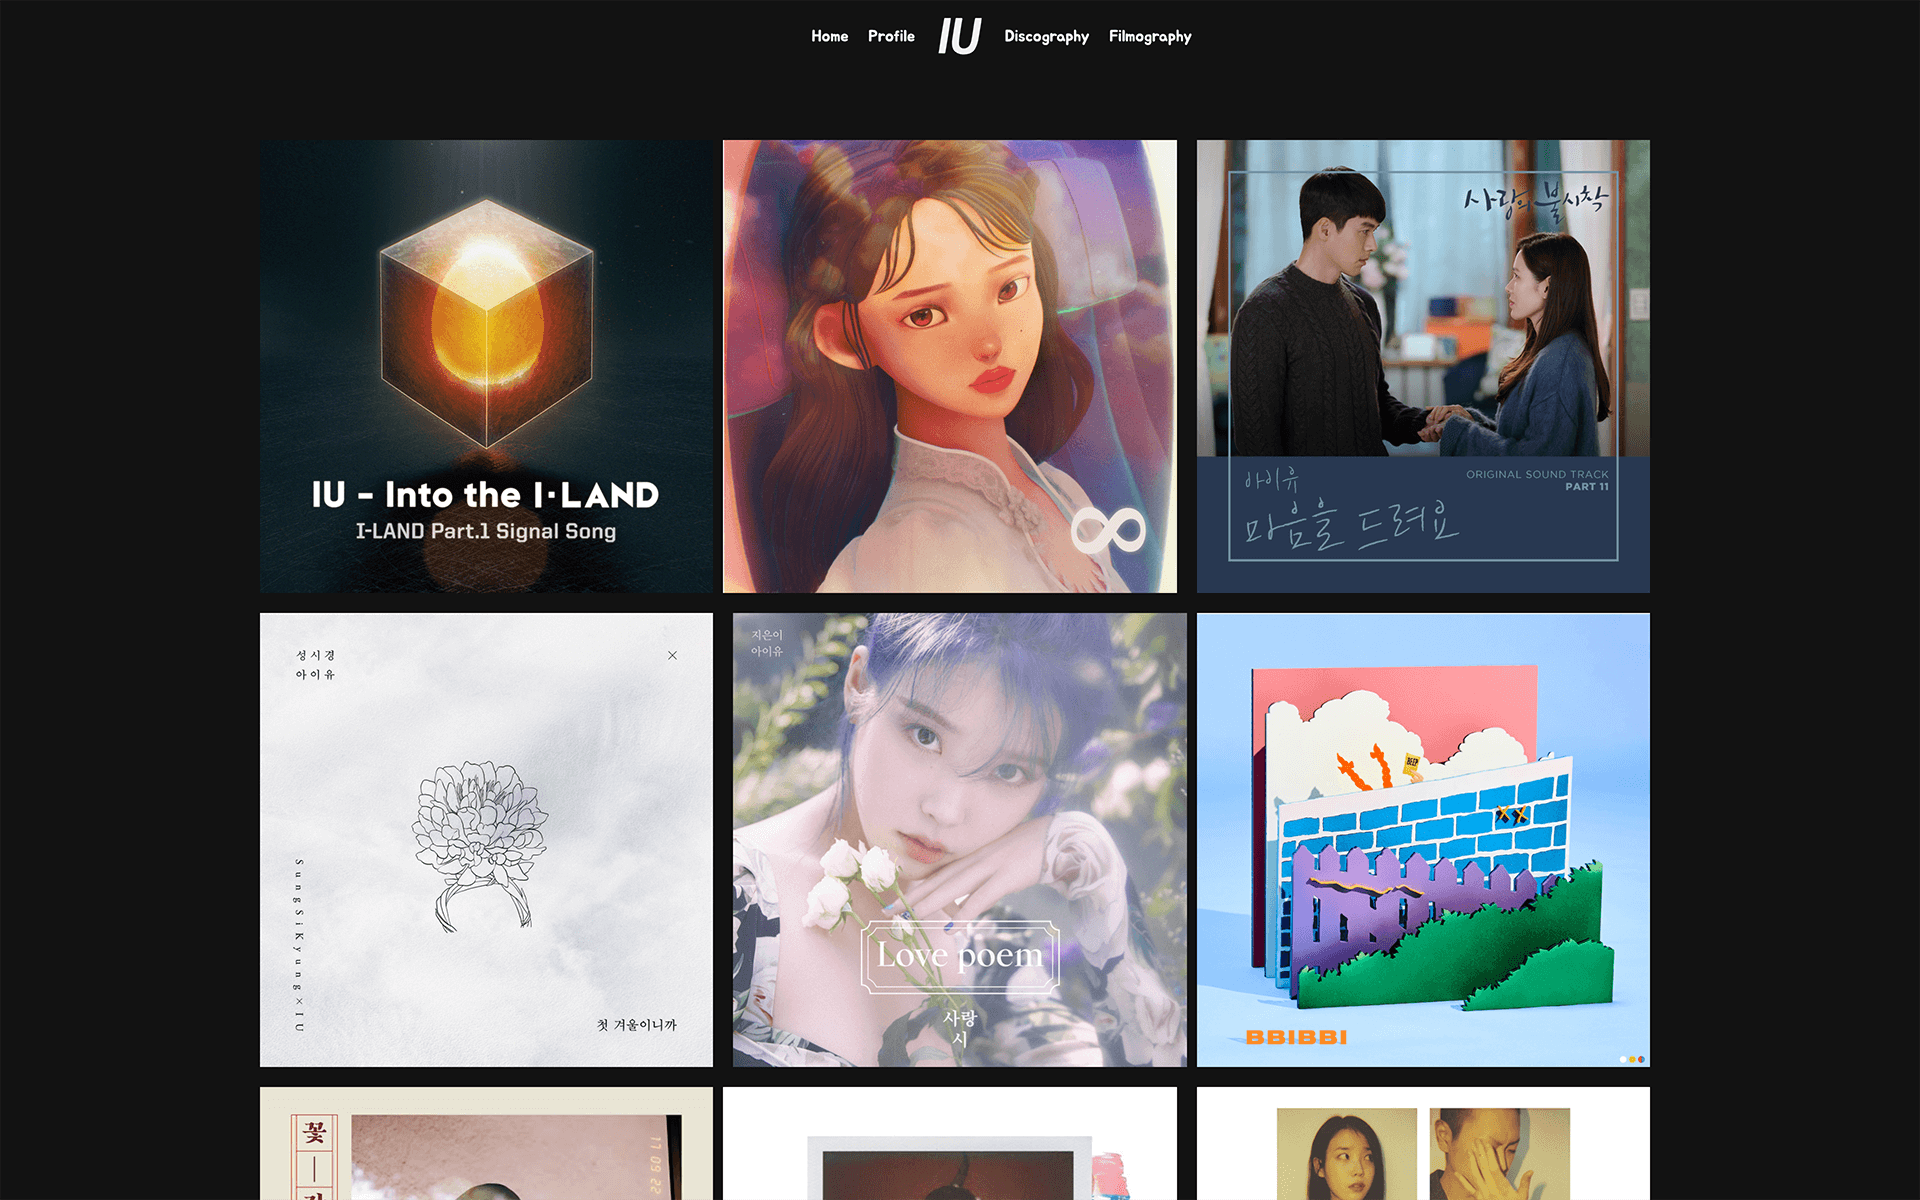 Home
Profile
IU
Discography
Filmography
IU - Into the I·LAND
I-LAND Part.1 Signal Song
사랑의 불시착
아이유
ORIGINAL SOUND TRACK
PART 11
마음을 드려요
성시경
아이유
×
SungSiKyung×IU
첫 겨울이니까
지은이
아이유
Love poem
사랑
시
BEEP
BBIBBI
꽃
11 09 22